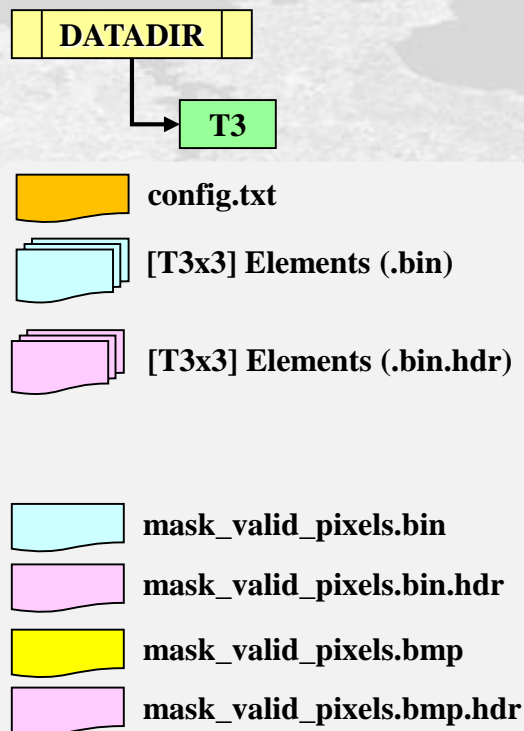 DATADIR
T3
config.txt
[T3x3] Elements (.bin)
[T3x3] Elements (.bin.hdr)
mask_valid_pixels.bin
mask_valid_pixels.bin.hdr
mask_valid_pixels.bmp
mask_valid_pixels.bmp.hdr